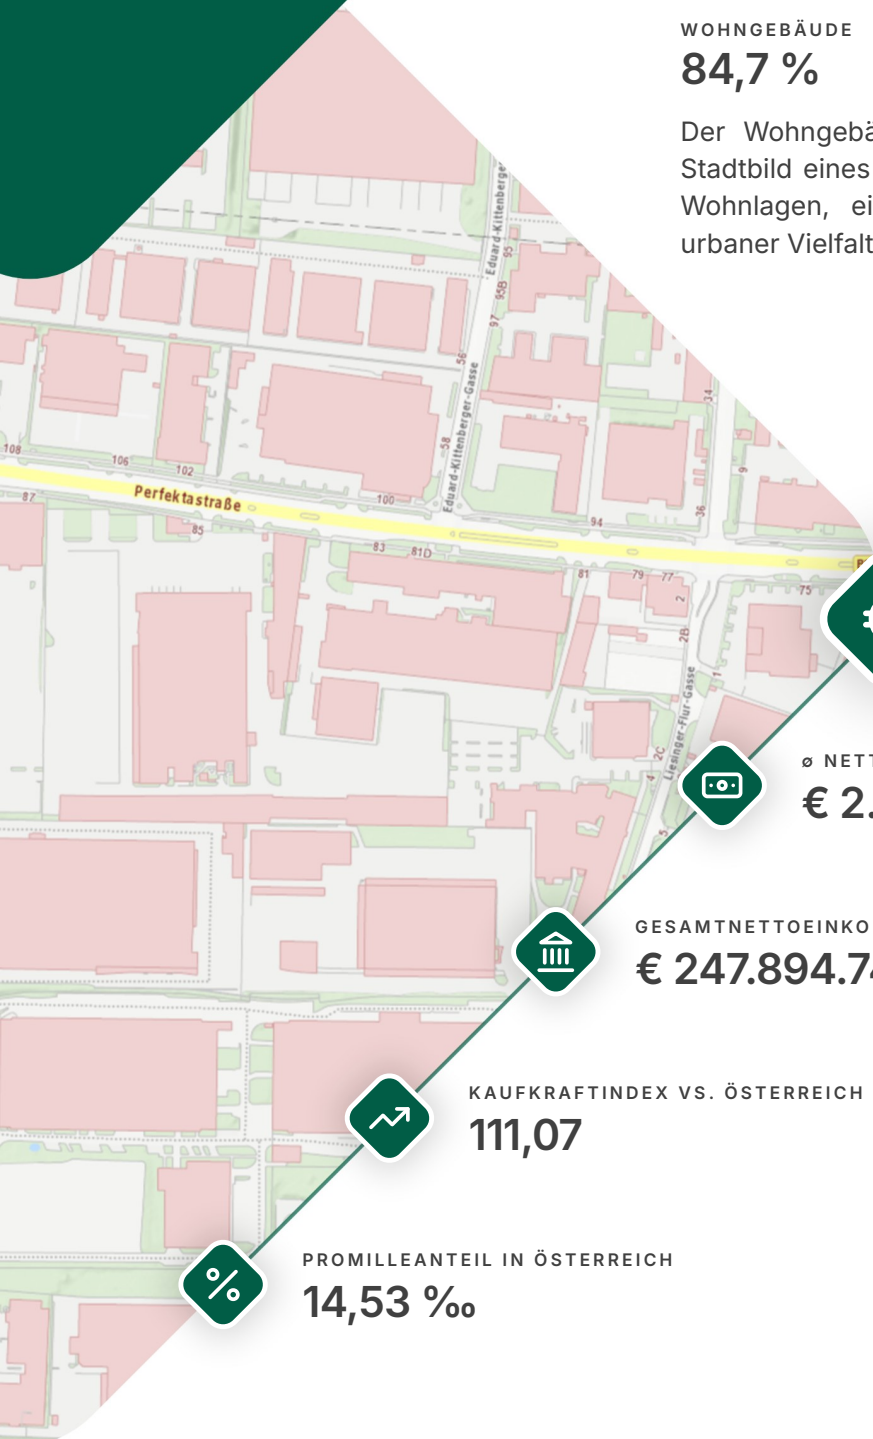 WOHNGEBÄUDE
84,7 %
Der Wohngebä
Stadtbild eines
Wohnlagen, ei
urbaner Vielfalt
Eduard-Kittenberger
95
95B
97
56
Eduard-Kittenberger-Gasse
58
34
9
36
108
106
102
100
94
Perfektastraße
87
85
83
81D
81
79
77
75
2
2B
1
Liesinger-Flur-Gasse
2C
4
5
ø NETT
€ 2.
GESAMTNETTOEINKO
€ 247.894.74
KAUFKRAFTINDEX VS. ÖSTERREICH
111,07
PROMILLEANTEIL IN ÖSTERREICH
14,53 ‰